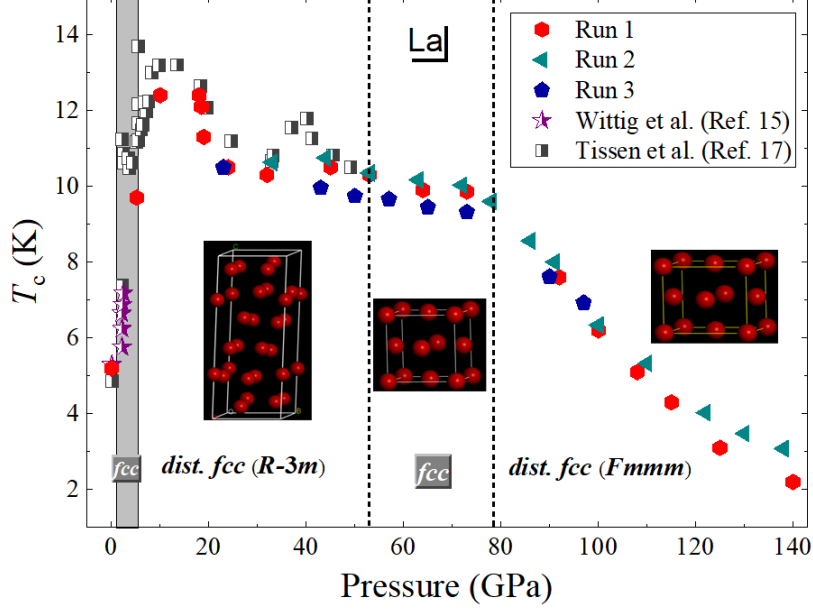 La
Run 1
Run 2
Run 3
Wittig et al. (Ref. 15)
Tissen et al. (Ref. 17)
14
12
10
8
6
4
2
Tc (K)
fcc
dist. fcc (R-3m)
fcc
dist. fcc (Fmmm)
0
20
40
60
80
100
120
140
Pressure (GPa)